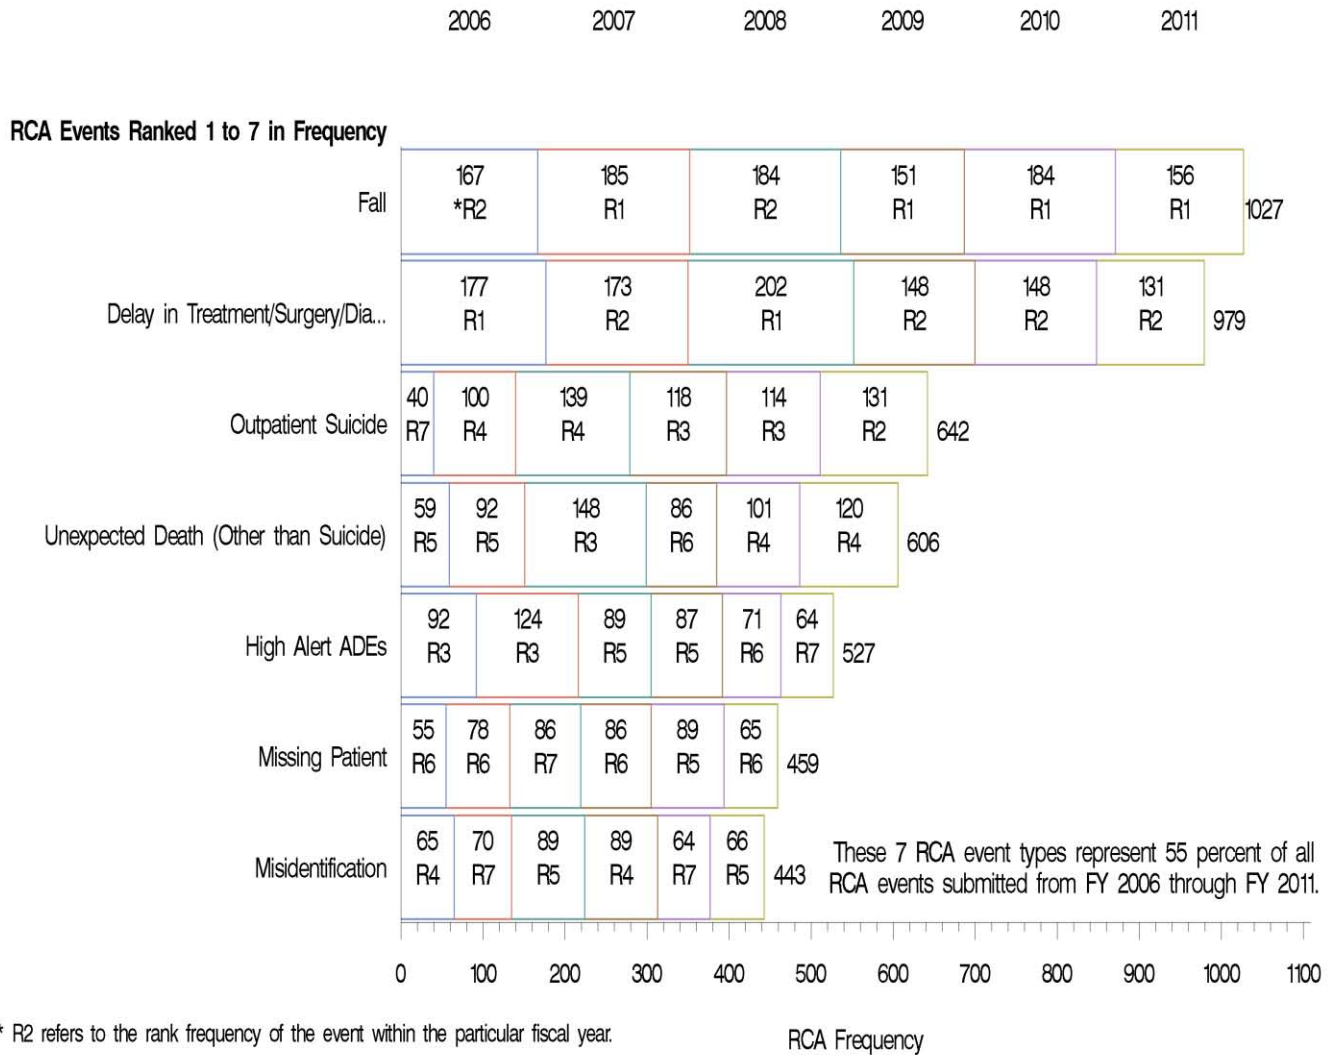 2006 2007 2008 2009 2010 2011
RCA Events Ranked 1 to 7 in Frequency
167 185 184 151 184 156
Fall
*R2 R1 R2 R1 R1 R1 1027
177 173 202 148 148 131
Delay in Treatment/Surgery/Dia...
R1 R2 R1 R2 R2 R2 979
40 100 139 118 114 131
Outpatient Suicide
R7 R4 R4 R3 R3 R2 642
59 92 148 86 101 120
Unexpected Death (Other than Suicide)
R5 R5 R3 R6 R4 R4 606
92 124 89 87 71 64
High Alert ADEs
R3 R3 R5 R5 R6 R7 527
55 78 86 86 89 65
Missing Patient
R6 R6 R7 R6 R5 R6 459
65 70 89 89 64 66
Misidentification
R4 R7 R5 R4 R7 R5 443
These 7 RCA event types represent 55 percent of all
RCA events submitted from FY 2006 through FY 2011.
0 100 200 300 400 500 600 700 800 900 1000 1100
* R2 refers to the rank frequency of the event within the particular fiscal year.
RCA Frequency